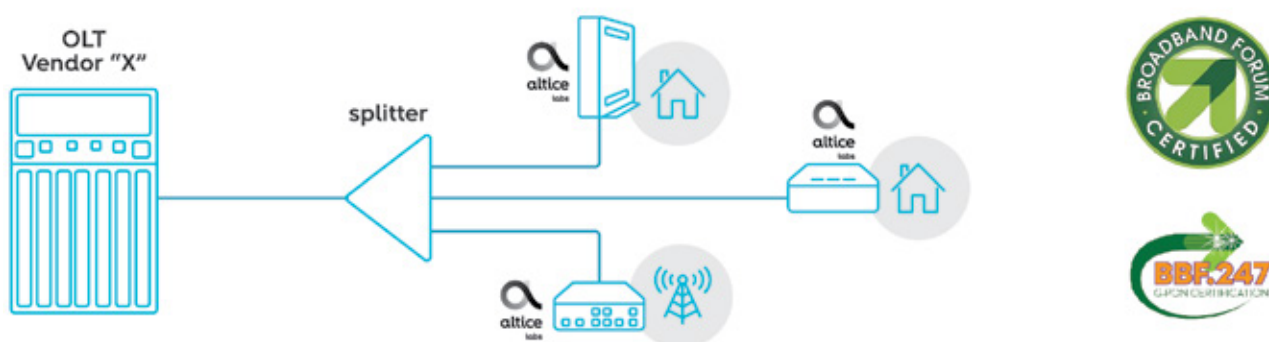 OLT
Vendor "X"
splitter
altice
labs
altice
labs
altice
labs
BROADBAND FORUM
CERTIFIED
BBF.247
G-PON CERTIFICATION